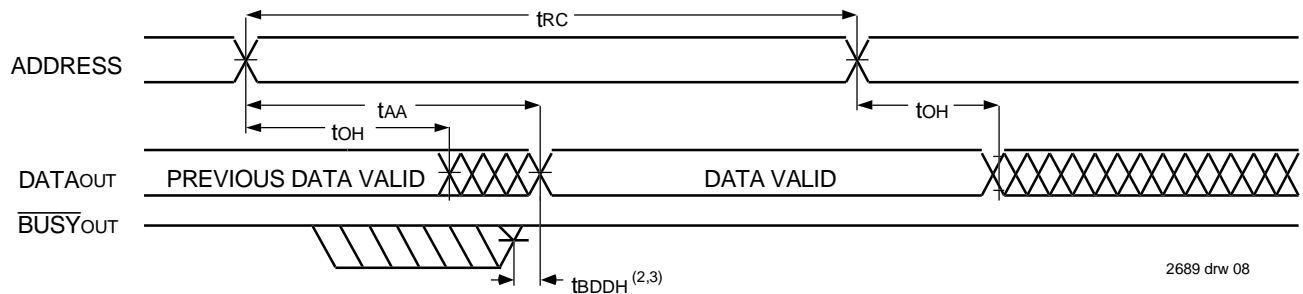 tRC
ADDRESS
tAA
tOH
tOH
DATAOUT
PREVIOUS DATA VALID
DATA VALID
BUSYOUT
tBDDH (2,3)
2689 drw 08